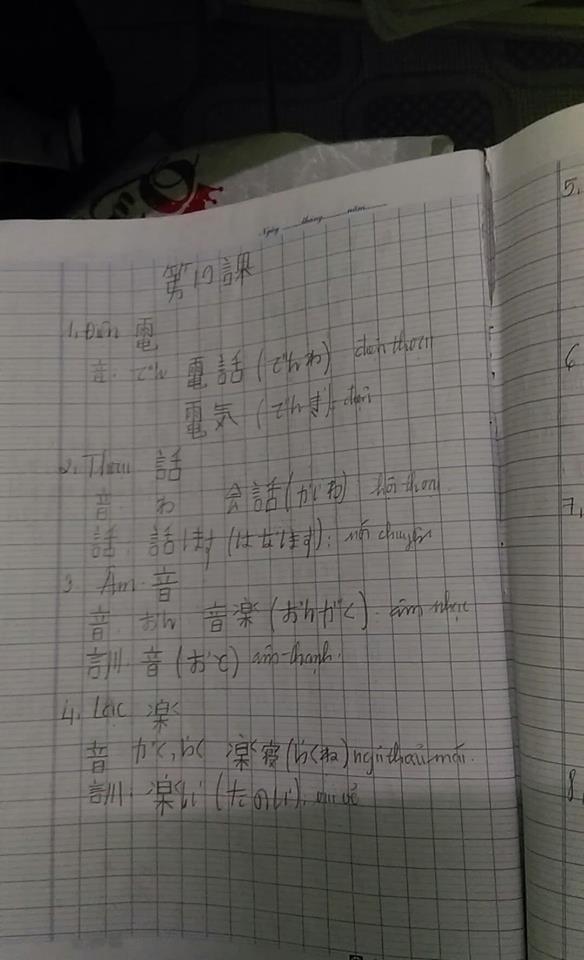 Ngày ... tháng ... năm ...
第17課
1. Điện 電
音: でん 電話 (でんわ) điện thoại
電気 (でんき): điện
2. Thoại 話
音: わ 会話 (かいわ) hội thoại
話: 話します (はなします): nói chuyện
3. Âm 音
音: おん 音楽 (おんがく): âm nhạc
訓: 音 (おと) âm thanh.
4. Lạc 楽
音 がく, らく 楽寝 (らくね) ngủ thoải mái.
訓: 楽しい (たのしい): vui vẻ
5.
6
7.
8.